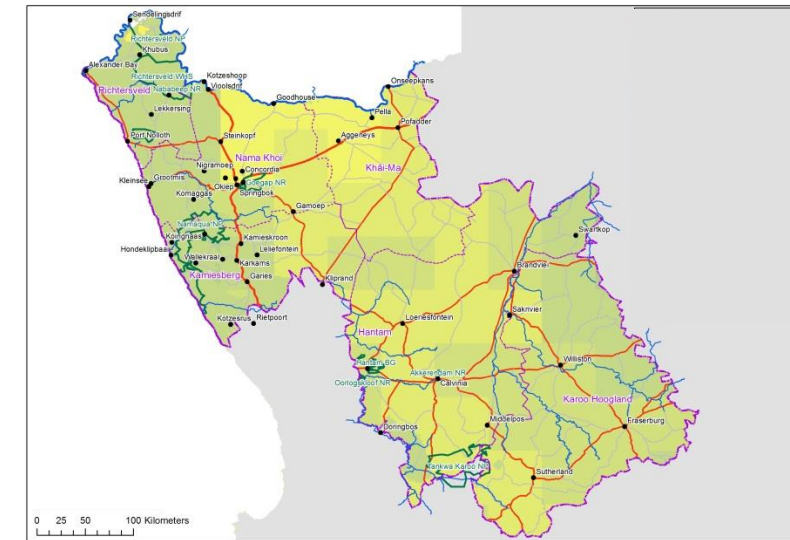 Sendelingsdrif
Richtersveld NP
Khubus
Alexander Bay
Richtersveld WHS
Kotzeshoop
Vioolsdrif
Richtersveld
Nababeep NR
Goodhouse
Onseepkans
Lekkersing
Pella
Pofadder
Port Nolloth
Steinkopf
Aggeneys
Nama Khoi
Khâi-Ma
Nigramoep
Concordia
Kleinsee
Grootmis
Okiep
Goegap NR
Springbok
Komaggas
Gamoep
Namaqua NP
Koingnaas
Kamieskroon
Swartkop
Hondeklipbaai
Wallekraal
Leliefontein
Karkams
Kamiesberg
Garies
Kliprand
Brandvlei
Kotzesrus
Rietpoort
Loeriesfontein
Sakrivier
Hantam
Hantam BG
Akkerendam NR
Williston
Oorlogskloof NR
Calvinia
Karoo Hoogland
Doringbos
Middelpos
Fraserburg
Tankwa Karoo NP
Sutherland
0 25 50 100 Kilometers